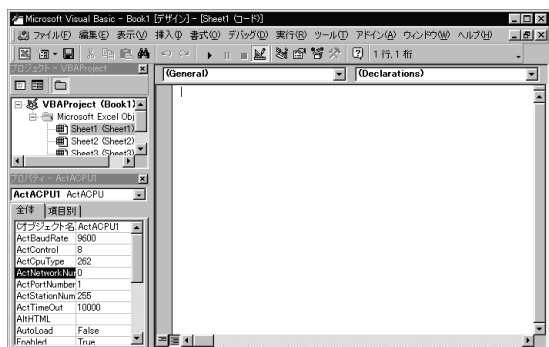 Microsoft Visual Basic - Book1 [デザイン] - [Sheet1 (コード)]
ファイル(F) 編集(E) 表示(V) 挿入(I) 書式(O) デバッグ(D) 実行(R) ツール(T) アドイン(A) ウィンドウ(W) ヘルプ(H)
1 行, 1 桁
プロジェクト - VBAProject
(General) (Declarations)
VBAProject (Book1)
Microsoft Excel Obj
Sheet1 (Sheet1)
Sheet2 (Sheet2)
Sheet3 (Sheet3)
プロパティ - ActACPU1
ActACPU1 ActACPU
全体 項目別
(オブジェクト名 ActACPU1
ActBaudRate 9600
ActControl 8
ActCpuType 262
ActNetworkNur 0
ActPortNumber 1
ActStationNum 255
ActTimeOut 10000
AltHTML
AutoLoad False
Enabled True